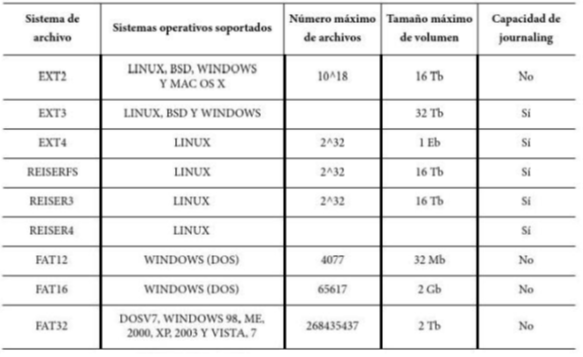 Sistema de archivo | Sistemas operativos soportados | Número máximo de archivos | Tamaño máximo de volumen | Capacidad de journaling
EXT2 | LINUX, BSD, WINDOWS Y MAC OS X | 10^18 | 16 Tb | No
EXT3 | LINUX, BSD Y WINDOWS | | 32 Tb | Sí
EXT4 | LINUX | 2^32 | 1 Eb | Sí
REISERFS | LINUX | 2^32 | 16 Tb | Sí
REISER3 | LINUX | 2^32 | 16 Tb | Sí
REISER4 | LINUX | | | Sí
FAT12 | WINDOWS (DOS) | 4077 | 32 Mb | No
FAT16 | WINDOWS (DOS) | 65617 | 2 Gb | No
FAT32 | DOSV7, WINDOWS 98, ME, 2000, XP, 2003 Y VISTA, 7 | 268435437 | 2 Tb | No